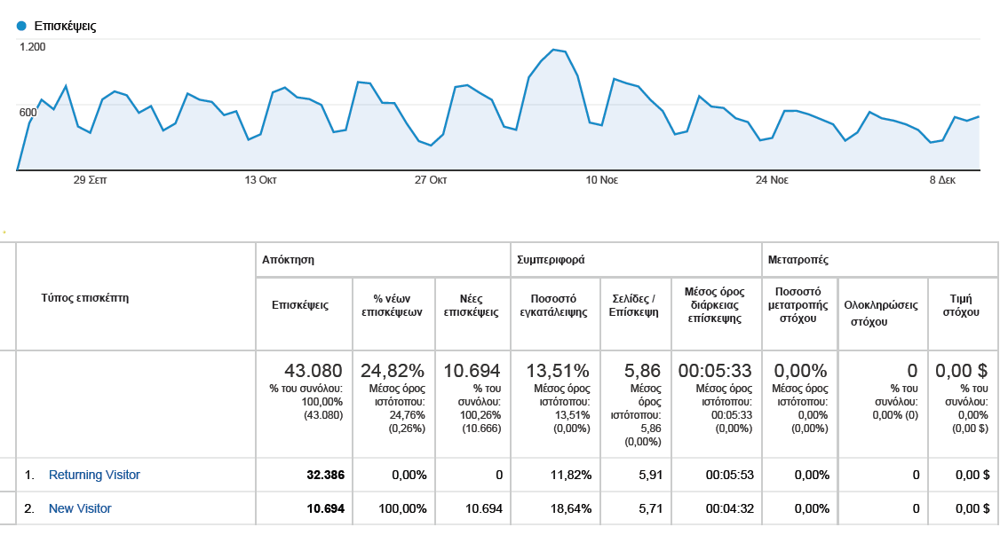 Επισκέψεις
1.200
600
29 Σεπ 13 Οκτ 27 Οκτ 10 Νοε 24 Νοε 8 Δεκ
Τύπος επισκέπτη
Απόκτηση
Συμπεριφορά
Μετατροπές
Επισκέψεις
% νέων
επισκέψεων
Νέες
επισκέψεις
Ποσοστό
εγκατάλειψης
Σελίδες /
Επίσκεψη
Μέσος όρος
διάρκειας
επίσκεψης
Ποσοστό
μετατροπής
στόχου
Ολοκληρώσεις
στόχου
Τιμή
στόχου
43.080
% του συνόλου:
100,00%
(43.080)
24,82%
Μέσος όρος
ιστότοπου:
24,76%
(0,26%)
10.694
% του
συνόλου:
100,26%
(10.666)
13,51%
Μέσος όρος
ιστότοπου:
13,51%
(0,00%)
5,86
Μέσος
όρος
ιστότοπου:
5,86
(0,00%)
00:05:33
Μέσος όρος
ιστότοπου:
00:05:33
(0,00%)
0,00%
Μέσος όρος
ιστότοπου:
0,00%
(0,00%)
0
% του
συνόλου:
0,00% (0)
0,00 $
% του
συνόλου:
0,00%
(0,00 $)
1. Returning Visitor 32.386 0,00% 0 11,82% 5,91 00:05:53 0,00% 0 0,00 $
2. New Visitor 10.694 100,00% 10.694 18,64% 5,71 00:04:32 0,00% 0 0,00 $